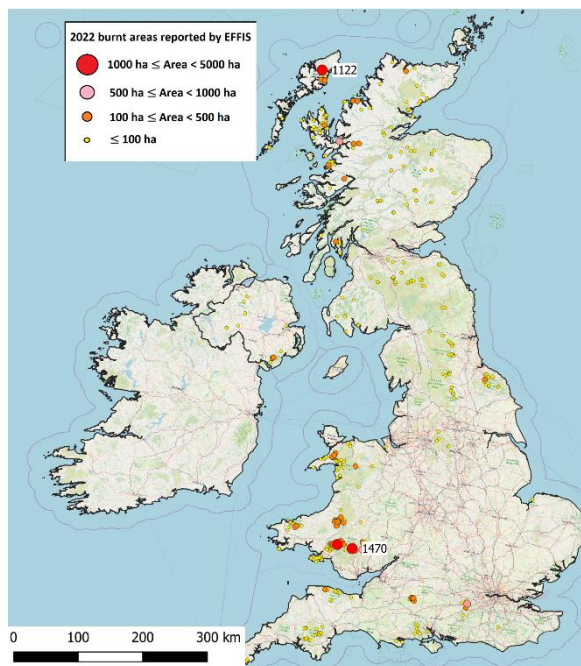 2022 burnt areas reported by EFFIS
1000 ha ≤ Area < 5000 ha
500 ha ≤ Area < 1000 ha
100 ha ≤ Area < 500 ha
≤ 100 ha
1122
1470
0 100 200 300 km